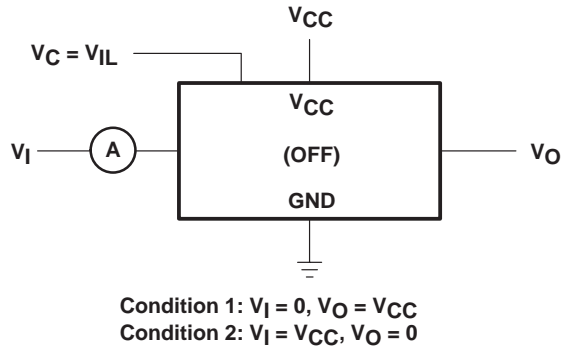 VCC
VC = VIL
VCC
VI
A
(OFF)
VO
GND
Condition 1: VI = 0, VO = VCC
Condition 2: VI = VCC, VO = 0